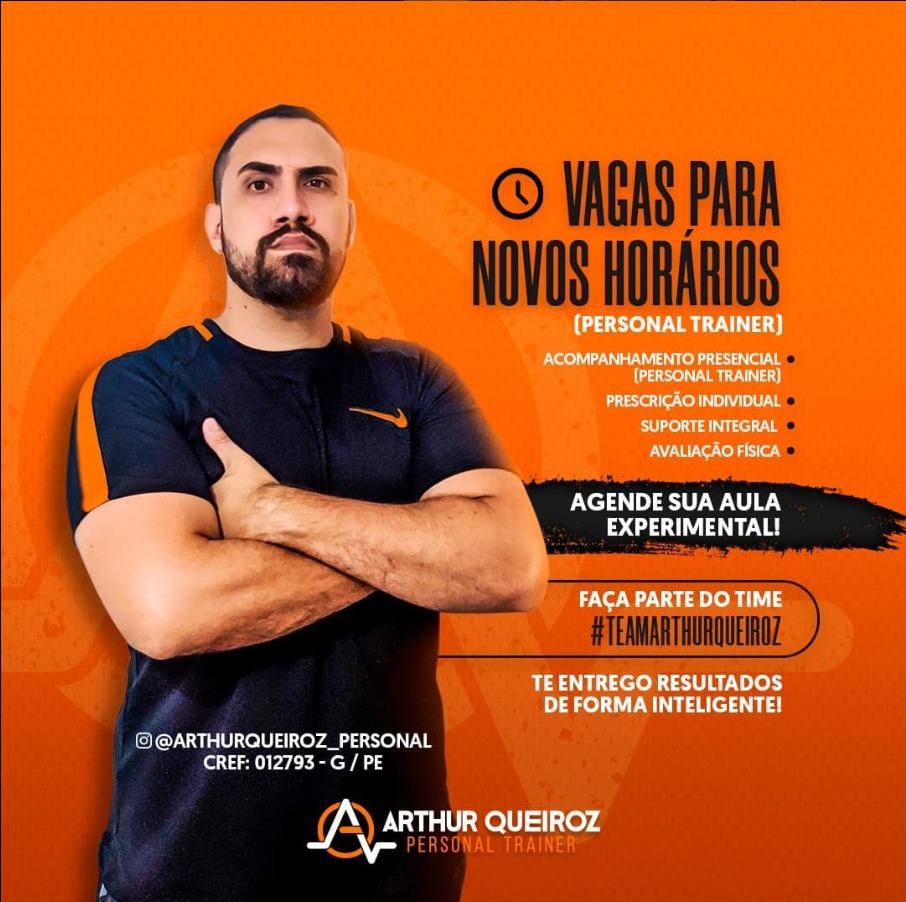 VAGAS PARA
NOVOS HORÁRIOS
(PERSONAL TRAINER)
ACOMPANHAMENTO PRESENCIAL
(PERSONAL TRAINER)
PRESCRIÇÃO INDIVIDUAL
SUPORTE INTEGRAL
AVALIAÇÃO FÍSICA
AGENDE SUA AULA
EXPERIMENTAL!
FAÇA PARTE DO TIME
#TEAMARTHURQUEIROZ
TE ENTREGO RESULTADOS
DE FORMA INTELIGENTE!
@ARTHURQUEIROZ_PERSONAL
CREF: 012793 - G / PE
ARTHUR QUEIROZ
PERSONAL TRAINER